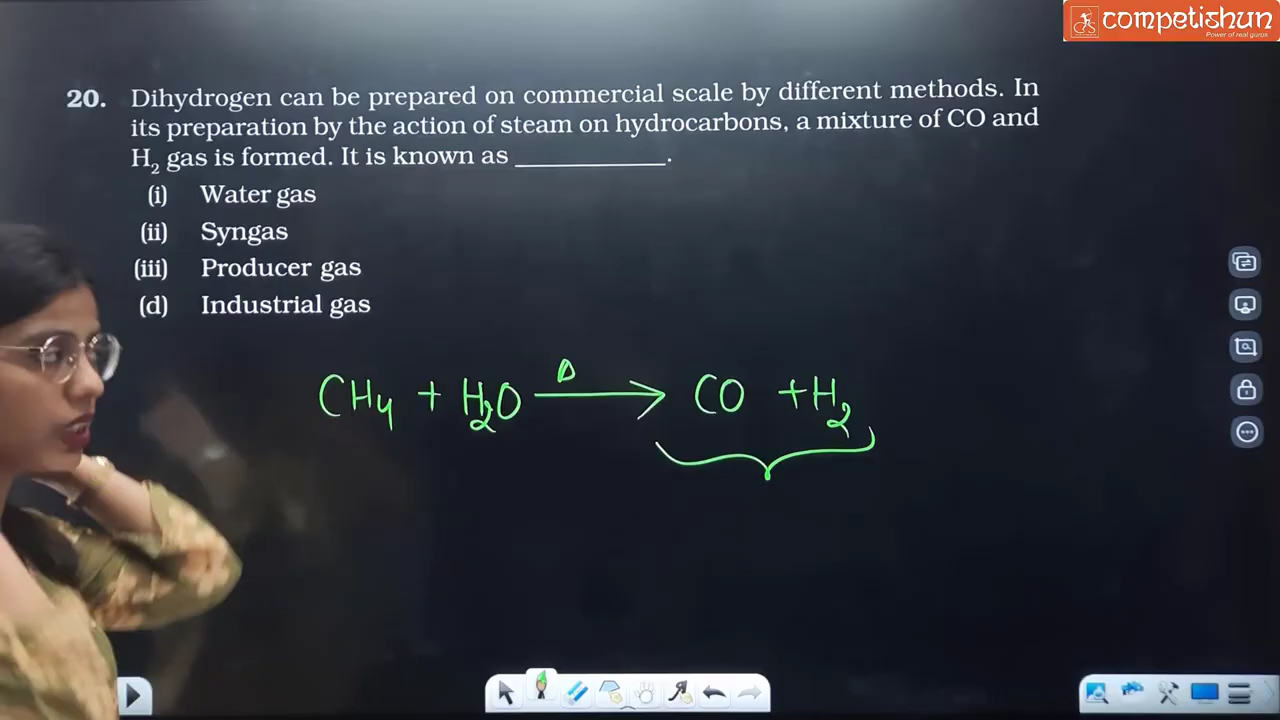 competishun
Power of real gurus
20. Dihydrogen can be prepared on commercial scale by different methods. In
its preparation by the action of steam on hydrocarbons, a mixture of CO and
H₂ gas is formed. It is known as ___________.
(i) Water gas
(ii) Syngas
(iii) Producer gas
(d) Industrial gas
CH4 + H₂O —Δ→ CO + H₂